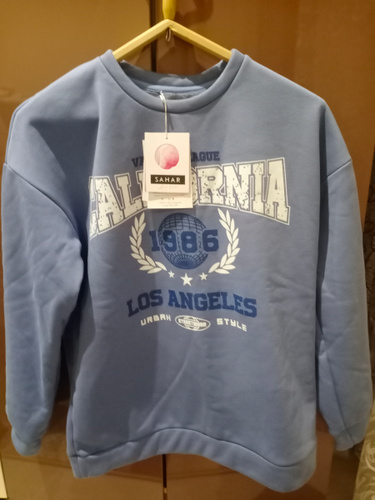 SAHAR
CALIFORNIA
1986
LOS ANGELES
URBAN STYLE